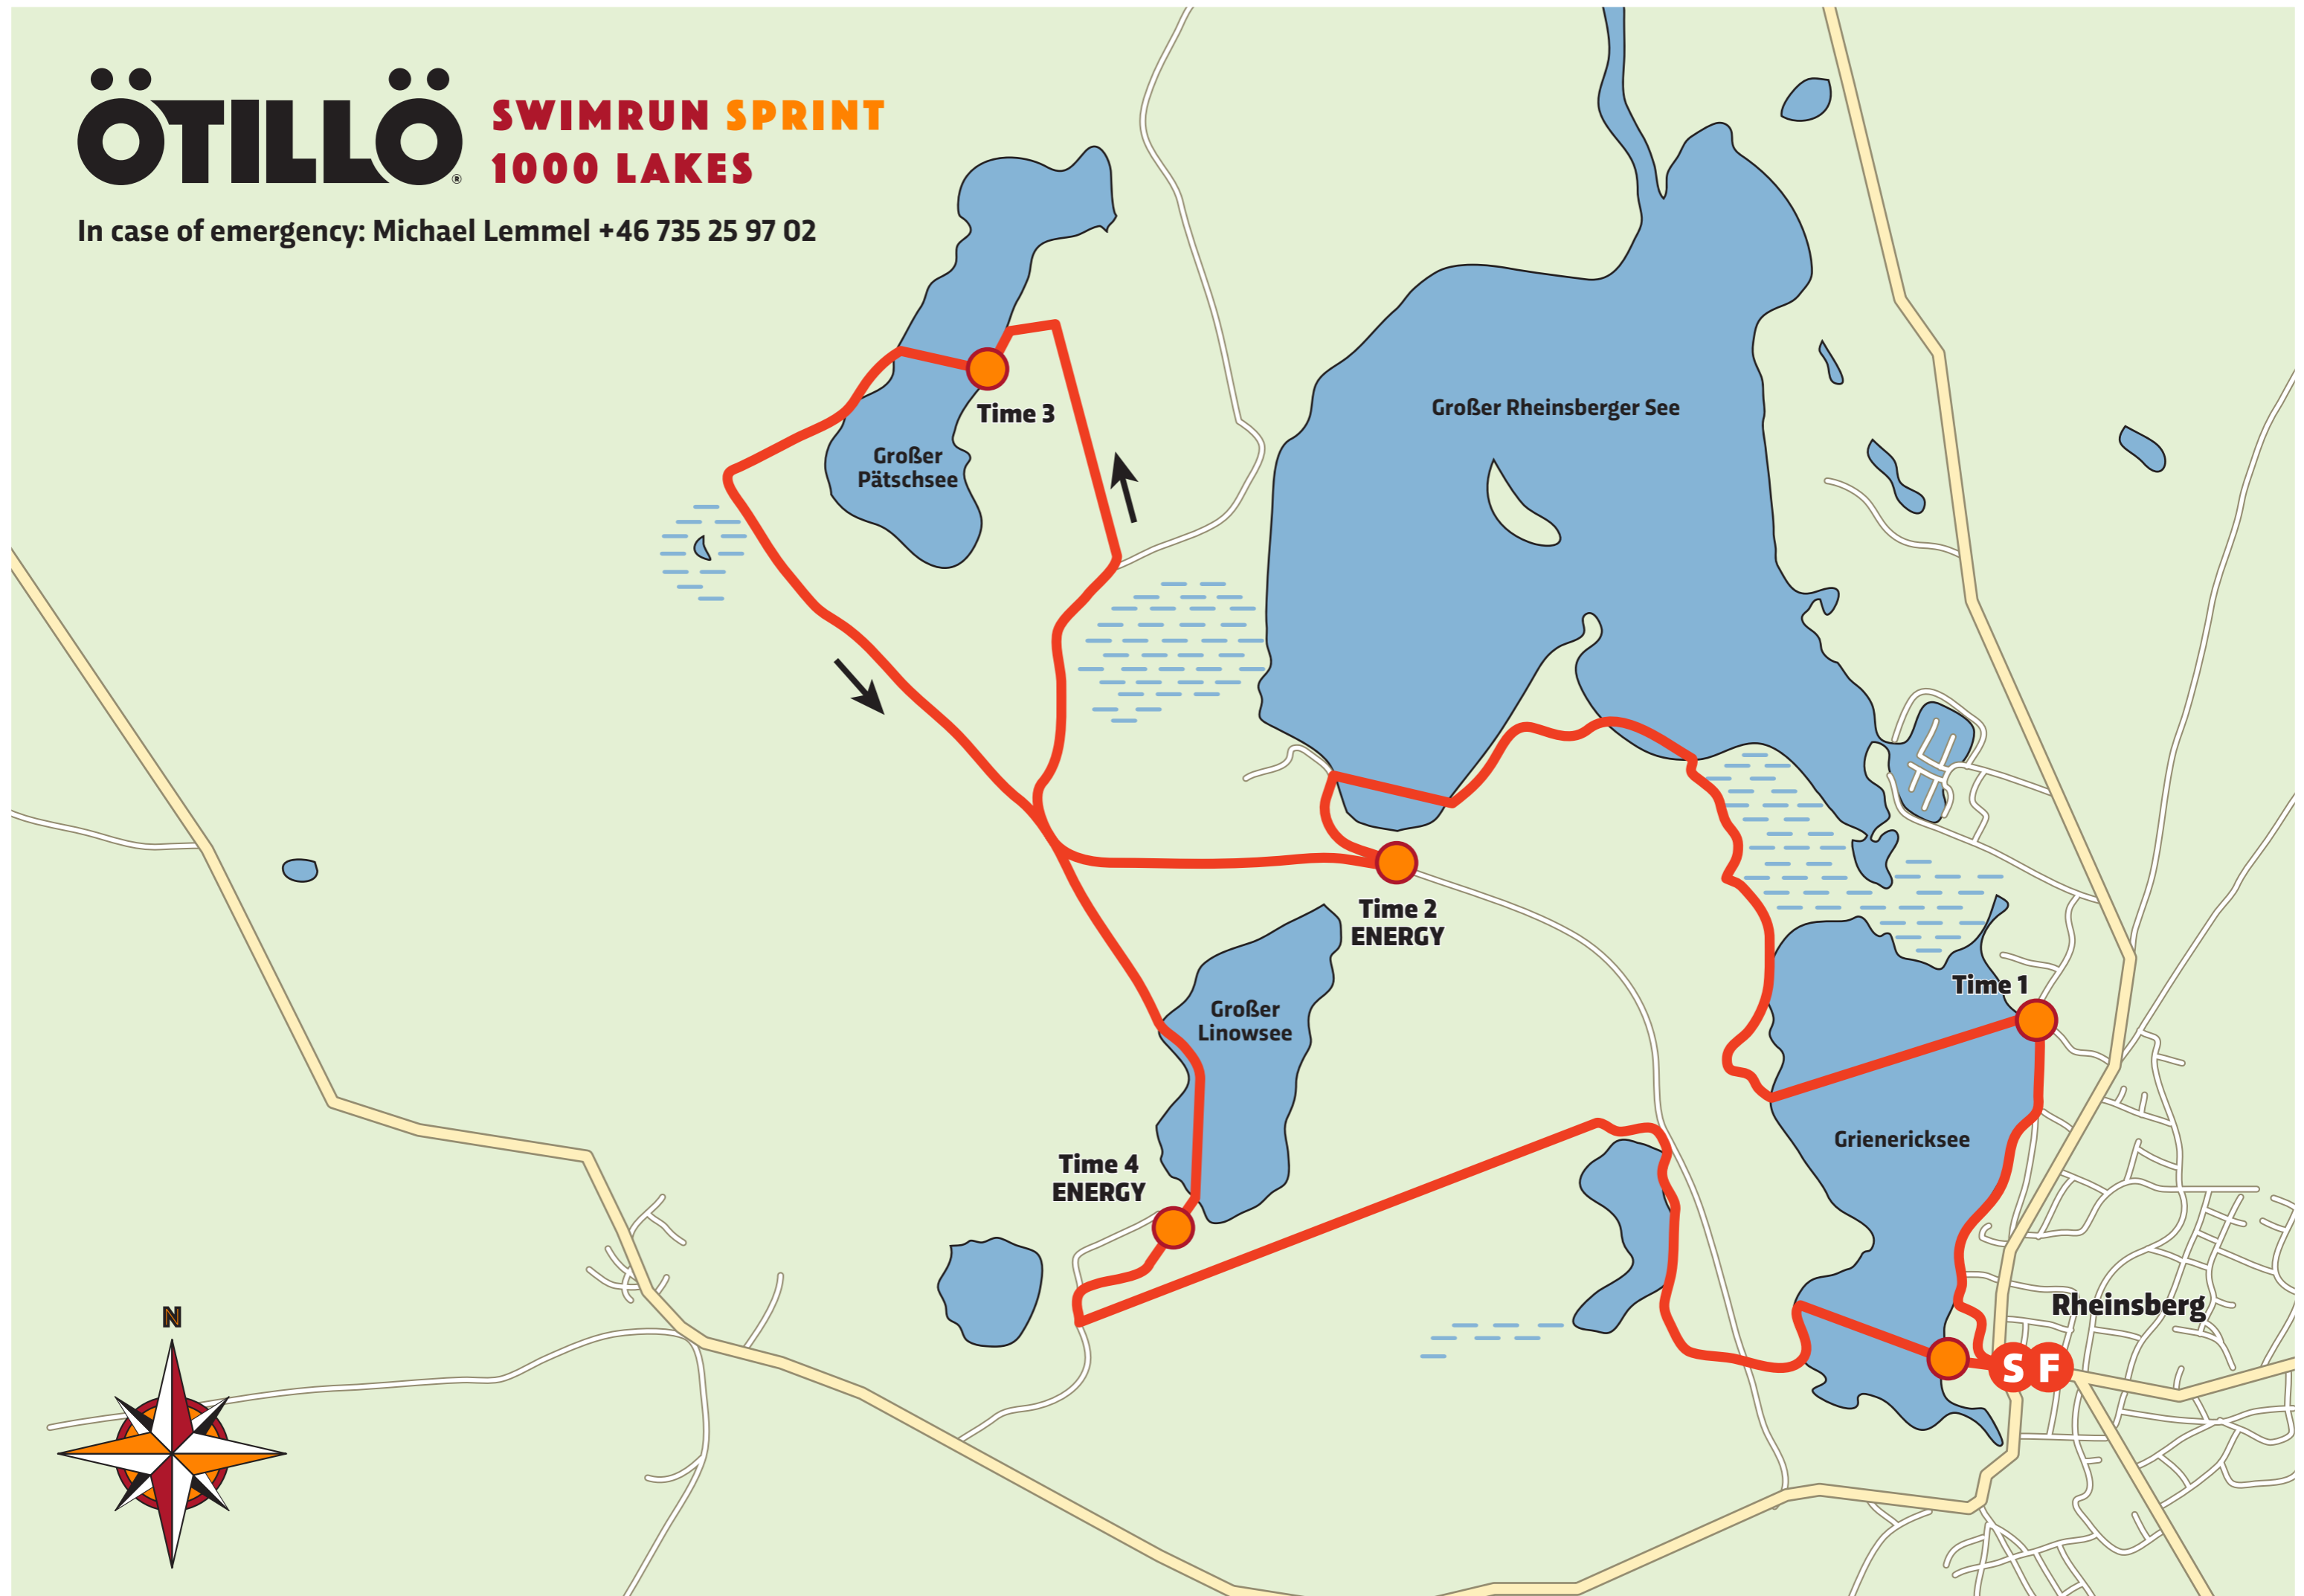 ÖTILLÖ®
SWIMRUN SPRINT
1000 LAKES
In case of emergency: Michael Lemmel +46 735 25 97 02
Großer Rheinsberger See
Time 3
Großer
Pätschsee
Time 2
ENERGY
Time 1
Großer
Linowsee
Grienericksee
Time 4
ENERGY
Rheinsberg
N
S F